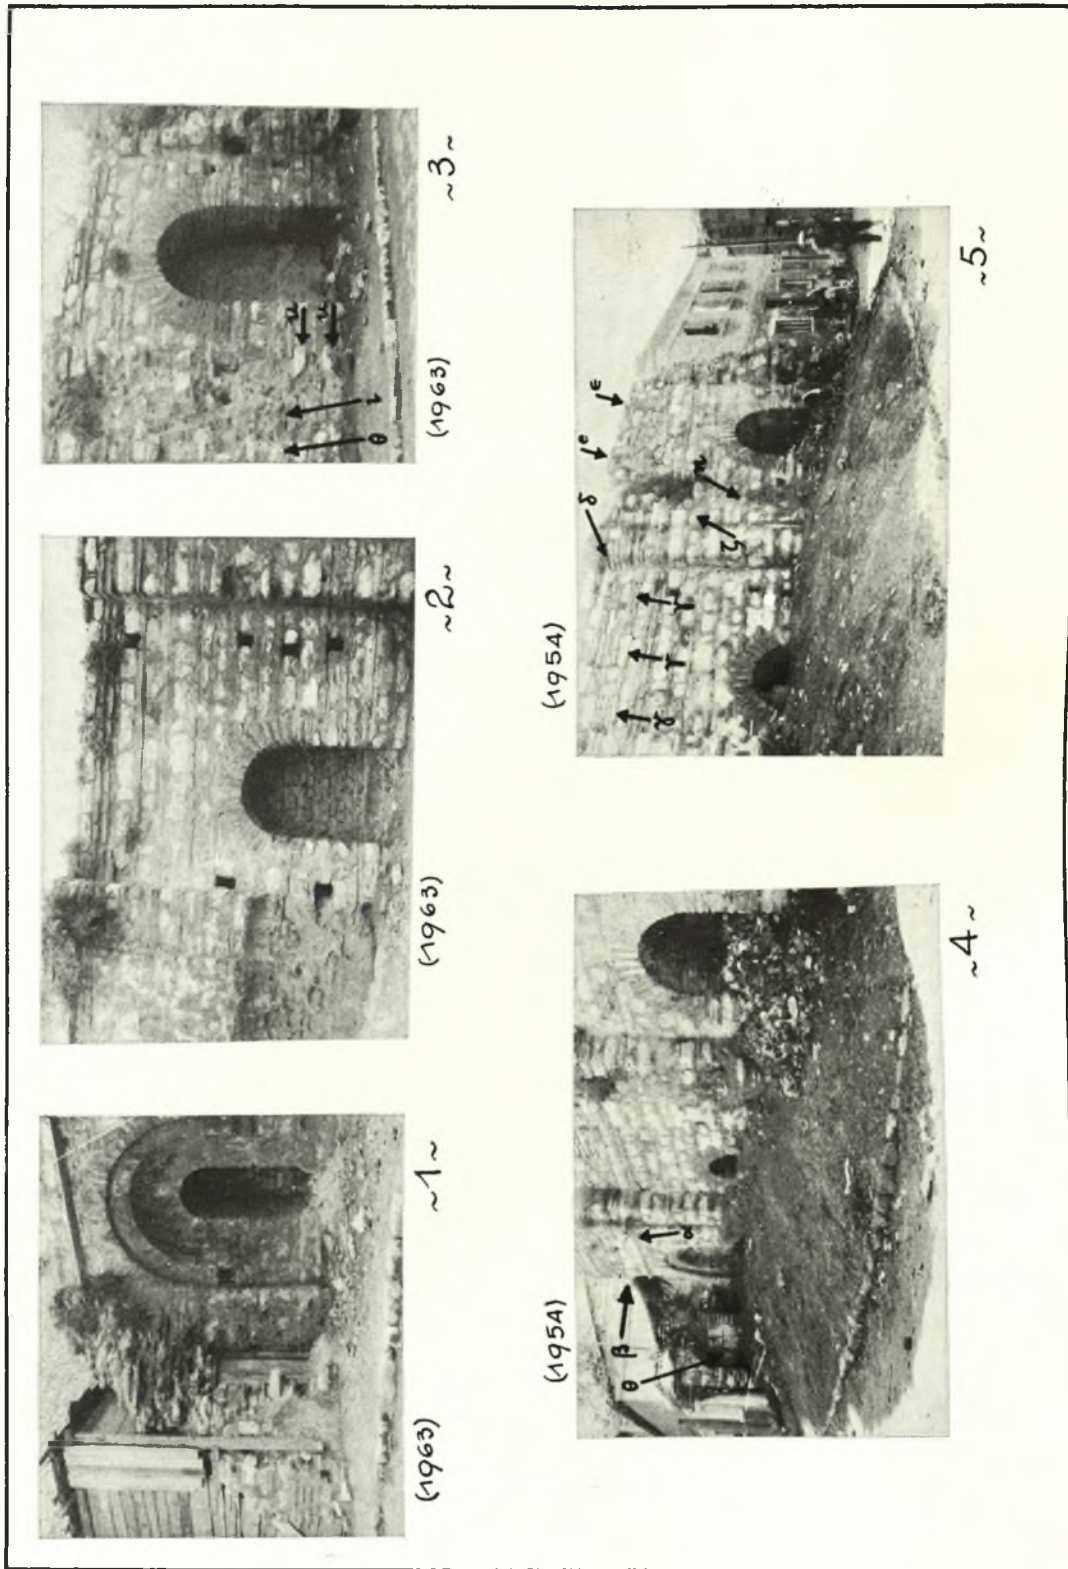 θ ι κ κ
(1963) ~1~
(1963) ~2~
(1963) ~3~
(1954)
θ β α
~4~
(1954)
γ γ γ δ ζ κ ε ε
~5~